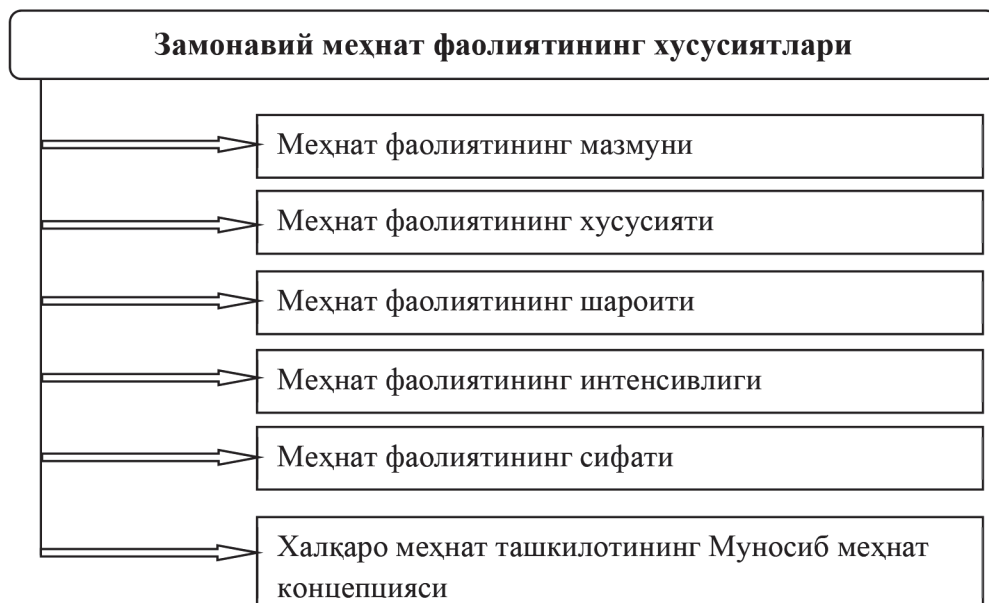 Замонавий меҳнат фаолиятининг хусусиятлари
Меҳнат фаолиятининг мазмуни
Меҳнат фаолиятининг хусусияти
Меҳнат фаолиятининг шароити
Меҳнат фаолиятининг интенсивлиги
Меҳнат фаолиятининг сифати
Халқаро меҳнат ташкилотининг Муносиб меҳнат
концепцияси